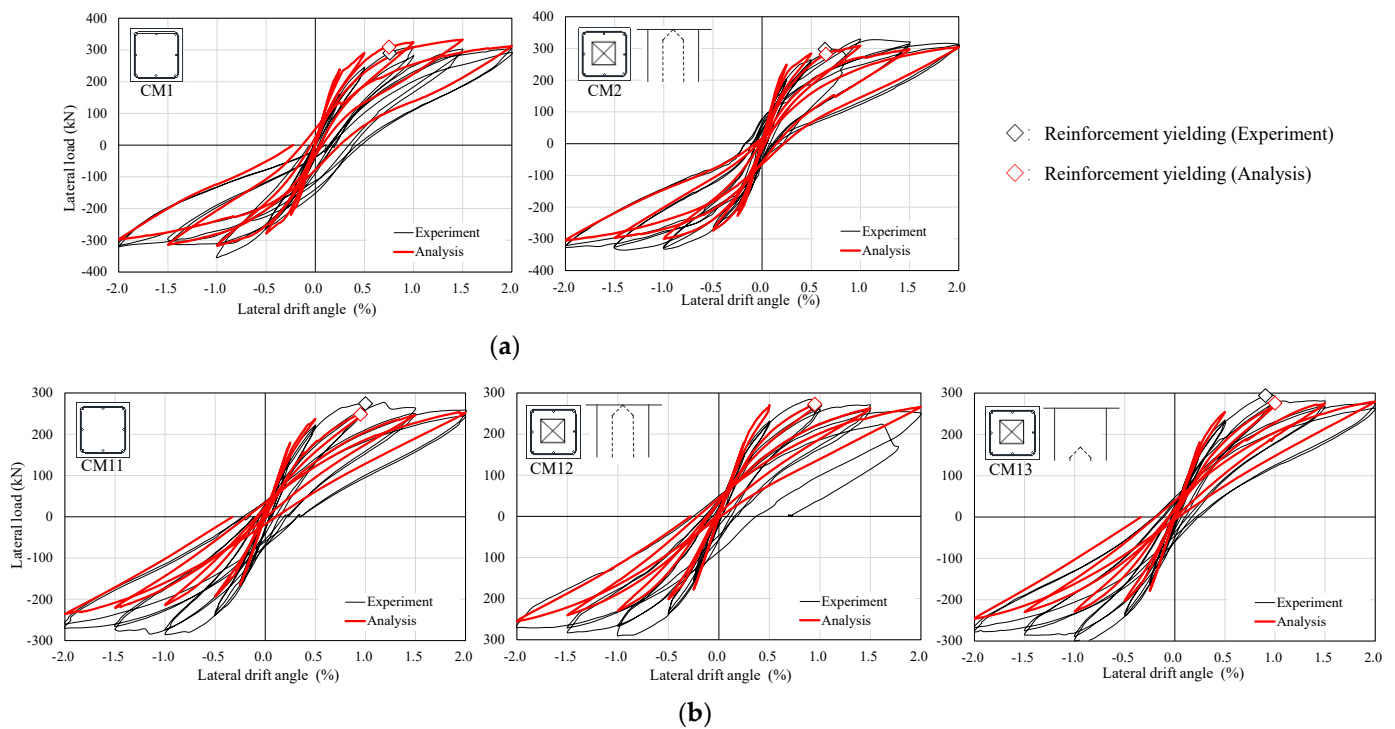 400
300
200
100
0
-100
-200
-300
-400
Lateral load (kN)
CM1
Experiment
Analysis
-2.0 -1.5 -1.0 -0.5 0.0 0.5 1.0 1.5 2.0
Lateral drift angle (%)
400
300
200
100
0
-100
-200
-300
-400
CM2
Experiment
Analysis
-2.0 -1.5 -1.0 -0.5 0.0 0.5 1.0 1.5 2.0
Lateral drift angle (%)
: Reinforcement yielding (Experiment)
: Reinforcement yielding (Analysis)
(a)
300
200
100
0
-100
-200
-300
Lateral load (kN)
CM11
Experiment
Analysis
-2.0 -1.5 -1.0 -0.5 0.0 0.5 1.0 1.5 2.0
Lateral drift angle (%)
300
200
100
0
-100
-200
-300
CM12
Experiment
Analysis
-2.0 -1.5 -1.0 -0.5 0.0 0.5 1.0 1.5 2.0
Lateral drift angle (%)
300
200
100
0
-100
-200
-300
CM13
Experiment
Analysis
-2.0 -1.5 -1.0 -0.5 0.0 0.5 1.0 1.5 2.0
Lateral drift angle (%)
(b)